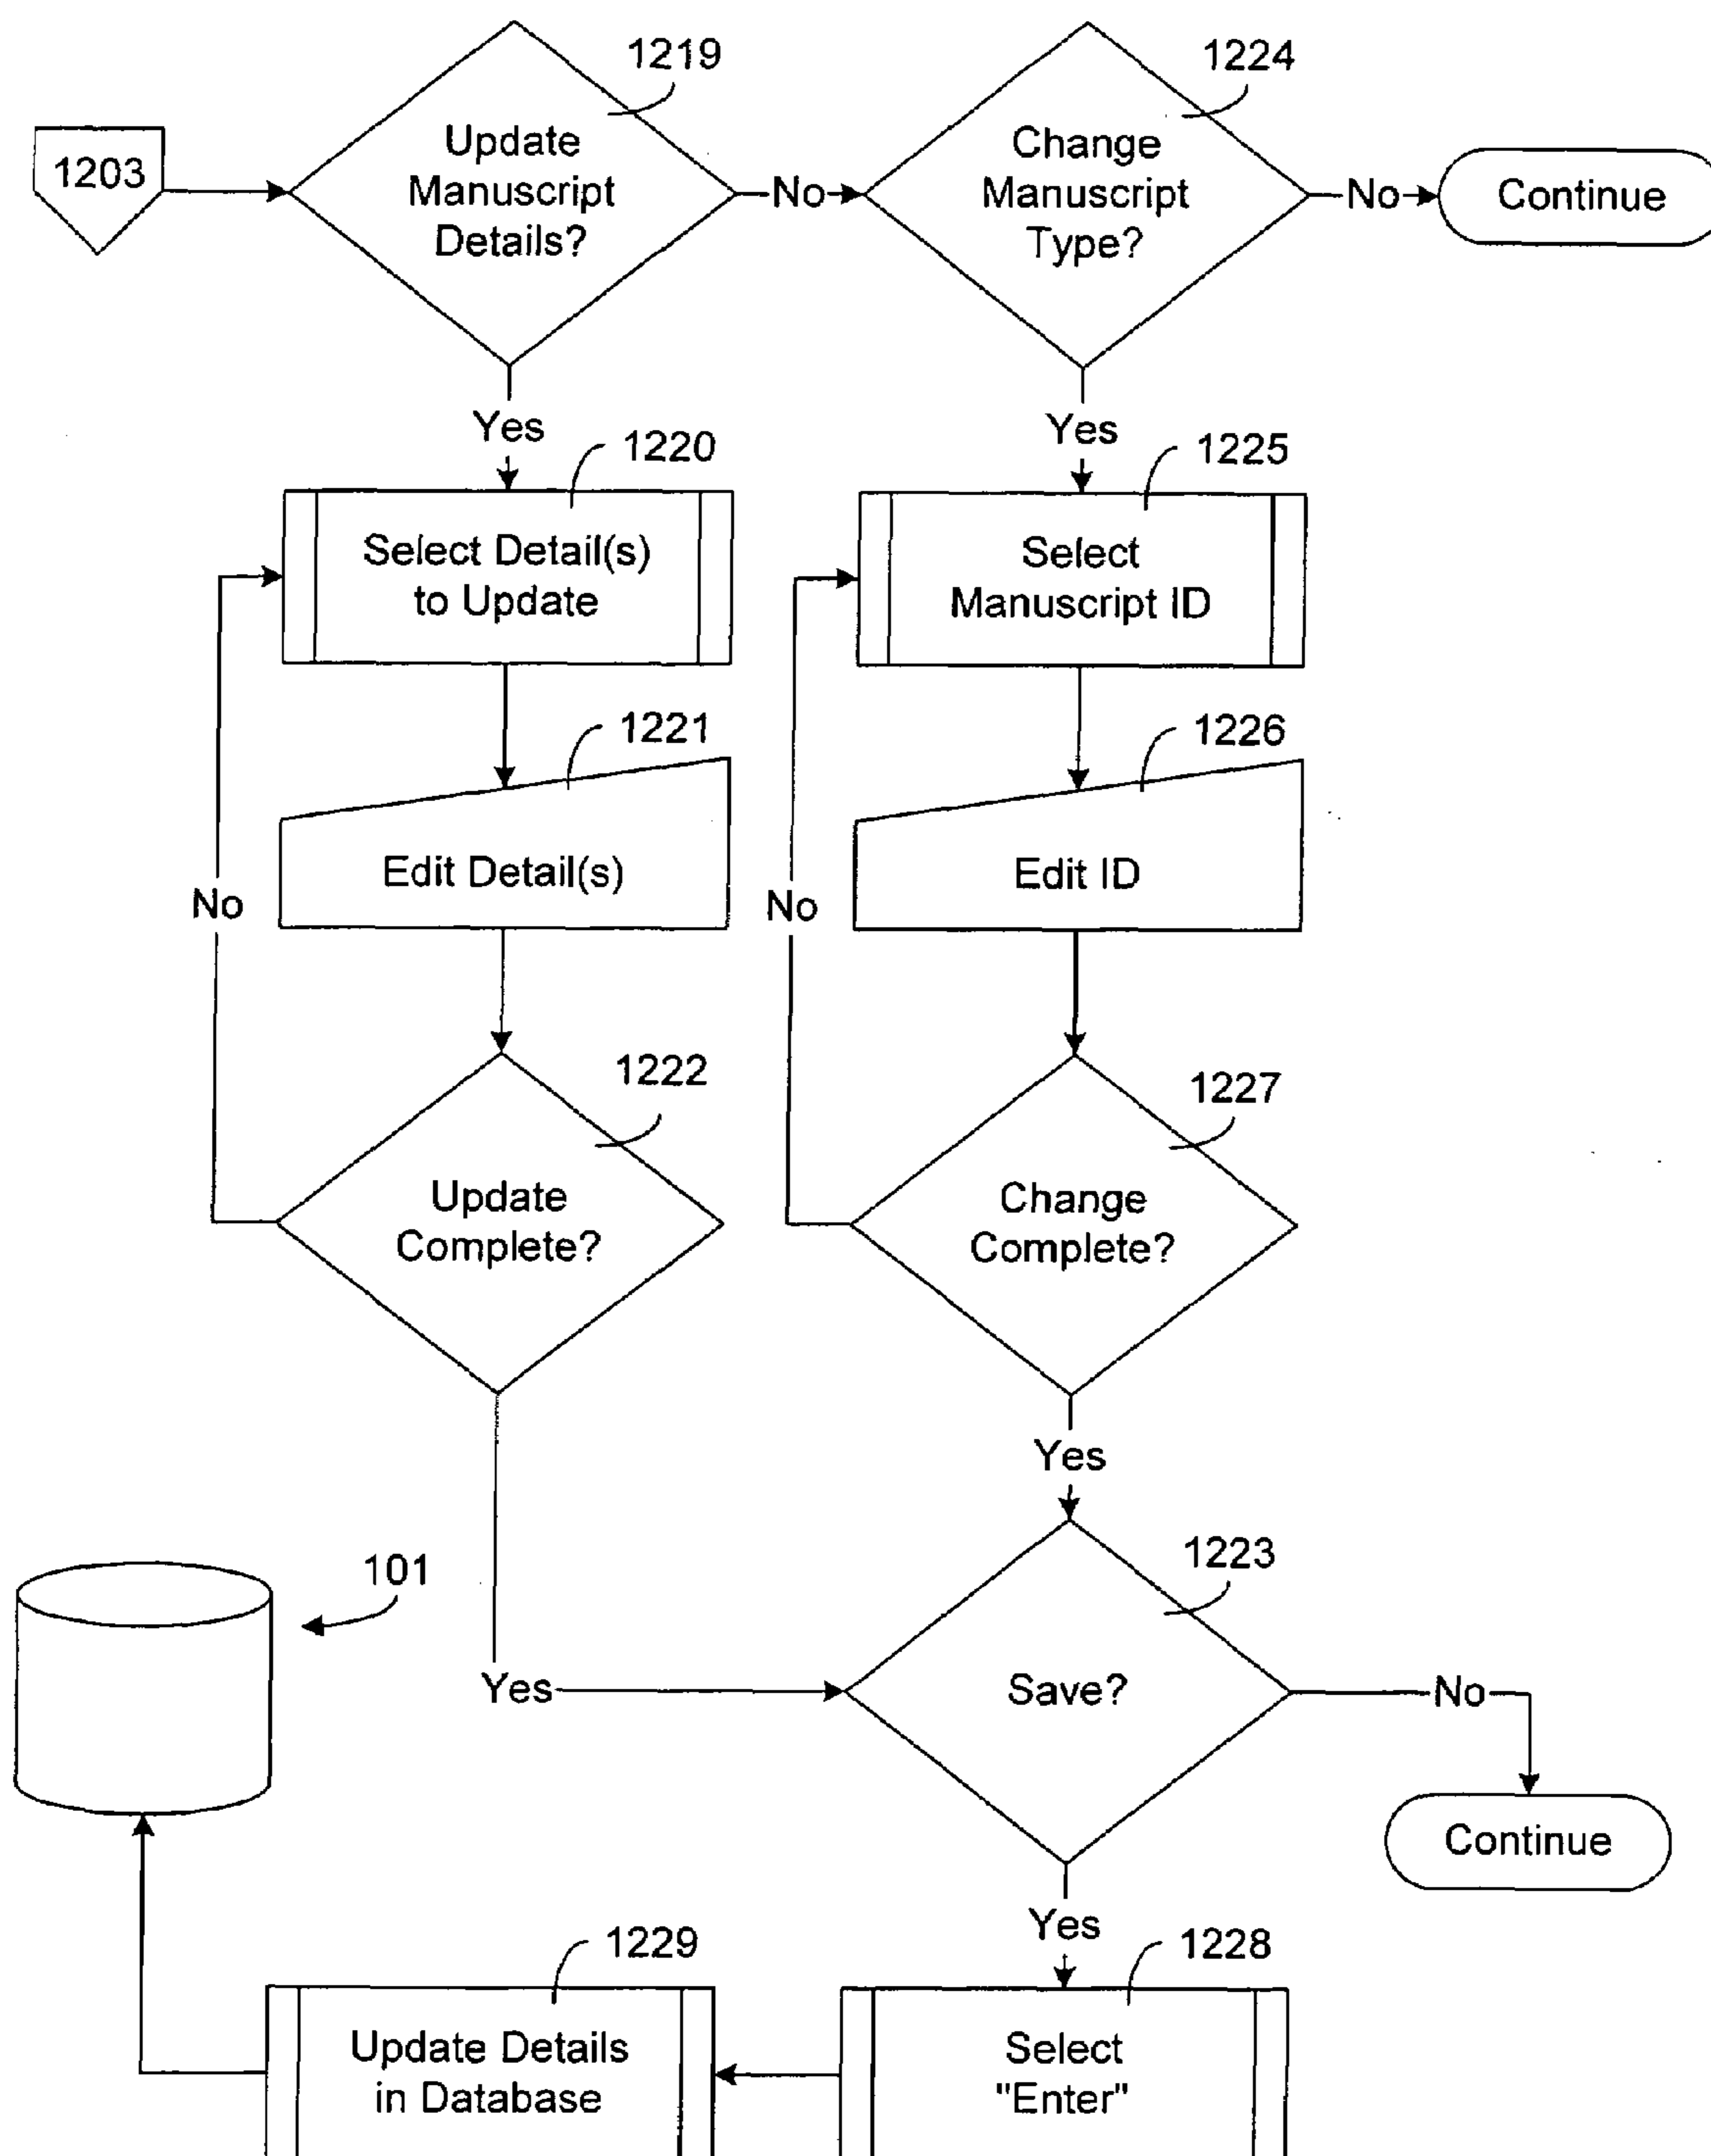 1219
1224
1203
Update
Manuscript
Details?
No
Change
Manuscript
Type?
No
Continue
Yes
Yes
1220
1225
Select Detail(s)
to Update
Select
Manuscript ID
1221
1226
Edit Detail(s)
Edit ID
No
No
1222
1227
Update
Complete?
Change
Complete?
Yes
1223
101
Yes
Save?
No
Continue
Yes
1229
1228
Update Details
in Database
Select
"Enter"